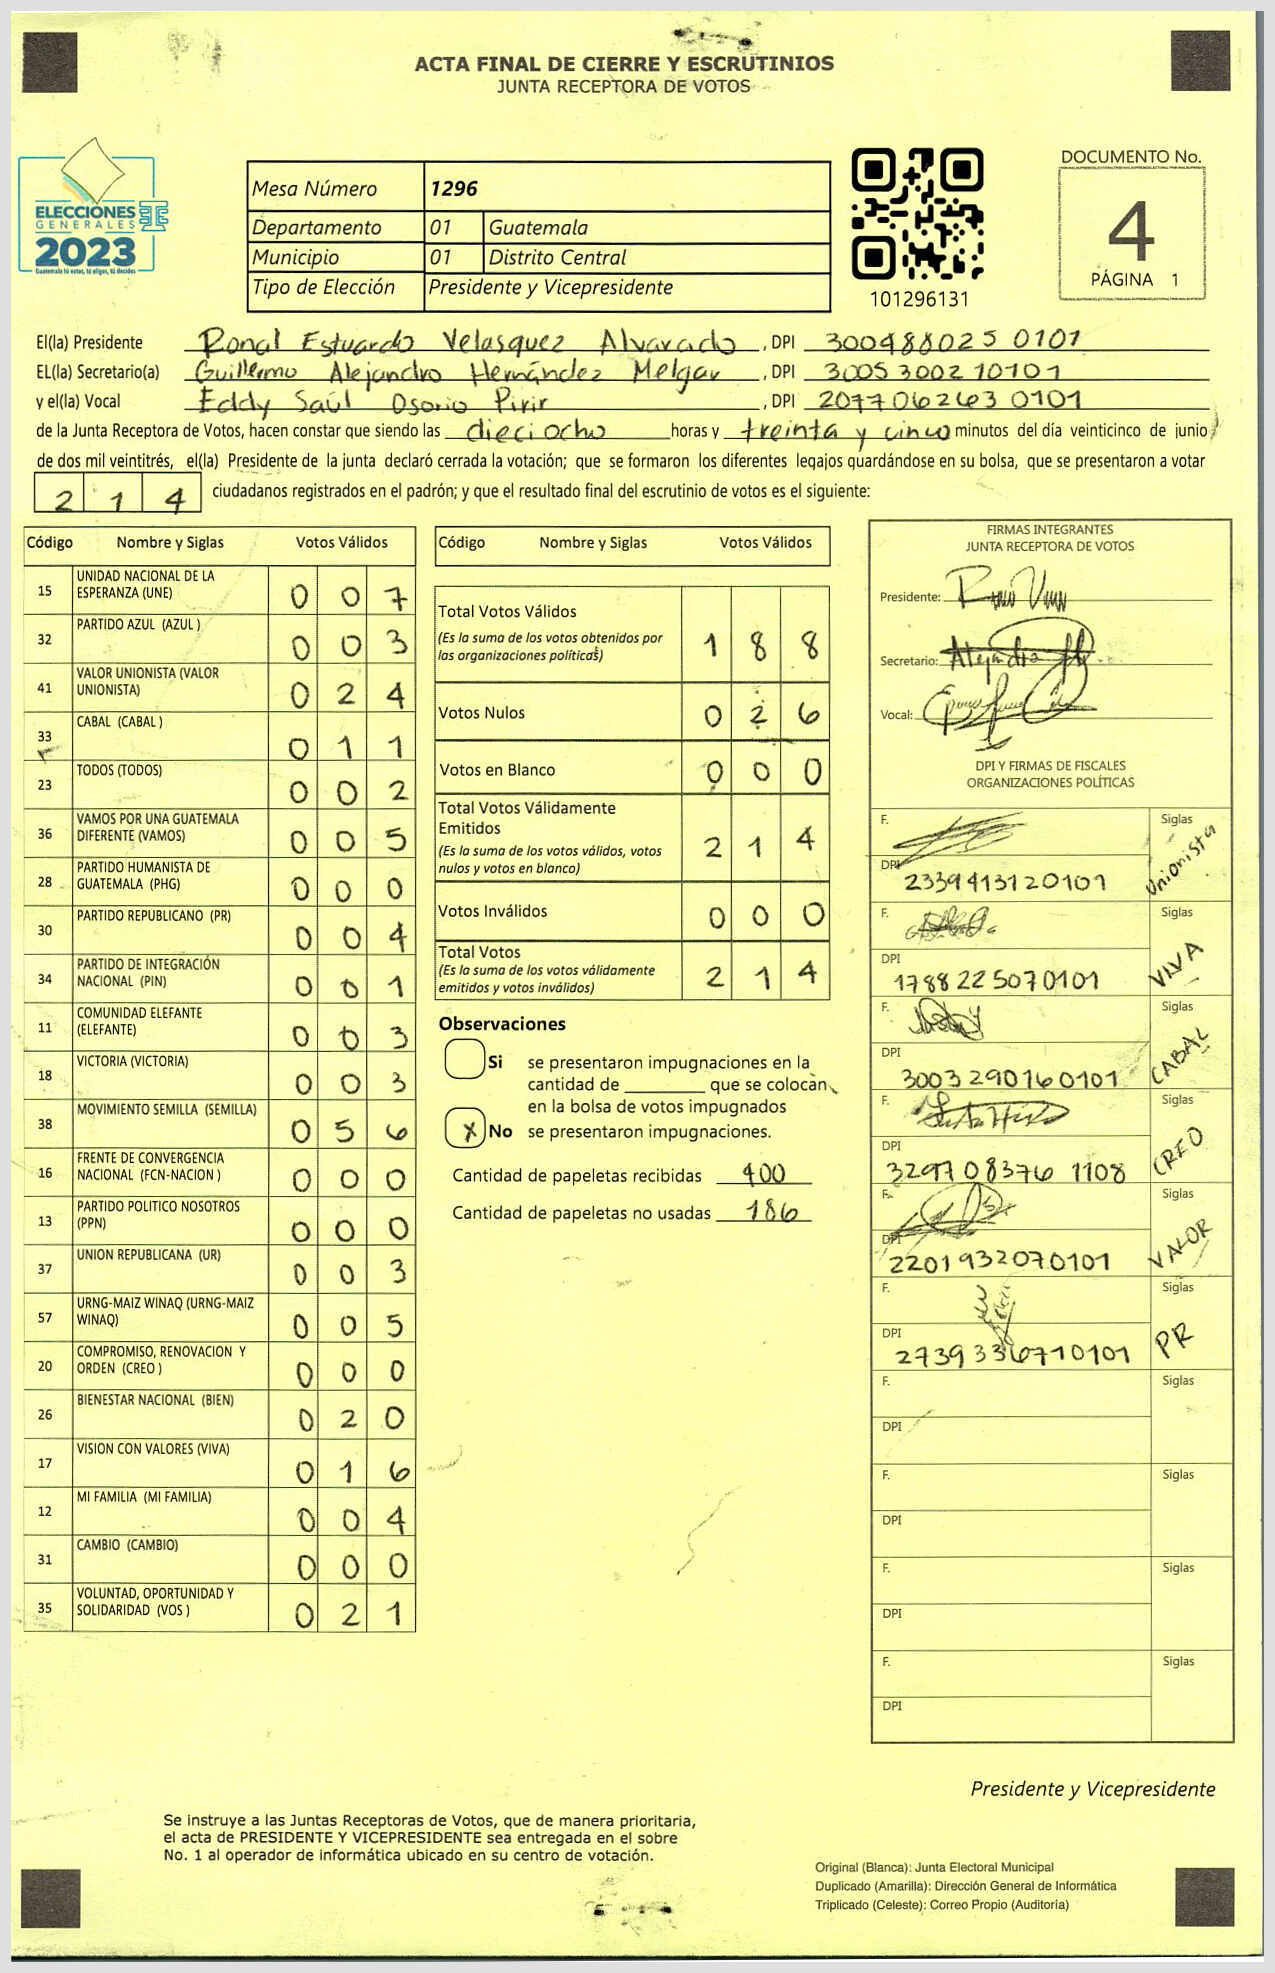 ACTA FINAL DE CIERRE Y ESCRUTINIOS
JUNTA RECEPTORA DE VOTOS
ELECCIONES
GENERALES
2023
Guatemala tú votas, tú eliges, tú decides
Mesa Número 1296
Departamento 01 Guatemala
Municipio 01 Distrito Central
Tipo de Elección Presidente y Vicepresidente
101296131
DOCUMENTO No.
4
PÁGINA 1
El(la) Presidente Ronal Estuardo Velasquez Alvarado, DPI 300488025 0101
EL(la) Secretario(a) Guillermo Alejandro Hernández Melgar, DPI 3005300210101
y el(la) Vocal Eddy Saúl Osorio Pirir, DPI 207706263 0101
de la Junta Receptora de Votos, hacen constar que siendo las dieciocho horas y treinta y cinco minutos del día veinticinco de junio
de dos mil veintitrés, el(la) Presidente de la junta declaró cerrada la votación; que se formaron los diferentes legajos guardándose en su bolsa, que se presentaron a votar
2 1 4 ciudadanos registrados en el padrón; y que el resultado final del escrutinio de votos es el siguiente:
Código Nombre y Siglas Votos Válidos
15 UNIDAD NACIONAL DE LA ESPERANZA (UNE) 0 0 7
32 PARTIDO AZUL (AZUL ) 0 0 3
41 VALOR UNIONISTA (VALOR UNIONISTA) 0 2 4
33 CABAL (CABAL ) 0 1 1
23 TODOS (TODOS) 0 0 2
36 VAMOS POR UNA GUATEMALA DIFERENTE (VAMOS) 0 0 5
28 PARTIDO HUMANISTA DE GUATEMALA (PHG) 0 0 0
30 PARTIDO REPUBLICANO (PR) 0 0 4
34 PARTIDO DE INTEGRACIÓN NACIONAL (PIN) 0 0 1
11 COMUNIDAD ELEFANTE (ELEFANTE) 0 0 3
18 VICTORIA (VICTORIA) 0 0 3
38 MOVIMIENTO SEMILLA (SEMILLA) 0 5 6
16 FRENTE DE CONVERGENCIA NACIONAL (FCN-NACION ) 0 0 0
13 PARTIDO POLITICO NOSOTROS (PPN) 0 0 0
37 UNION REPUBLICANA (UR) 0 0 3
57 URNG-MAIZ WINAQ (URNG-MAIZ WINAQ) 0 0 5
20 COMPROMISO, RENOVACION Y ORDEN (CREO ) 0 0 0
26 BIENESTAR NACIONAL (BIEN) 0 2 0
17 VISION CON VALORES (VIVA) 0 1 6
12 MI FAMILIA (MI FAMILIA) 0 0 4
31 CAMBIO (CAMBIO) 0 0 0
35 VOLUNTAD, OPORTUNIDAD Y SOLIDARIDAD (VOS ) 0 2 1
Código Nombre y Siglas Votos Válidos
Total Votos Válidos 1 8 8
(Es la suma de los votos obtenidos por
las organizaciones políticas)
Votos Nulos 0 2 6
Votos en Blanco 0 0 0
Total Votos Válidamente
Emitidos 2 1 4
(Es la suma de los votos válidos, votos
nulos y votos en blanco)
Votos Inválidos 0 0 0
Total Votos 2 1 4
(Es la suma de los votos válidamente
emitidos y votos inválidos)
Observaciones
Si se presentaron impugnaciones en la
cantidad de ________ que se colocan
en la bolsa de votos impugnados
X No se presentaron impugnaciones.
Cantidad de papeletas recibidas 400
Cantidad de papeletas no usadas 186
FIRMAS INTEGRANTES
JUNTA RECEPTORA DE VOTOS
Presidente:
Secretario: Alejandro
Vocal:
DPI Y FIRMAS DE FISCALES
ORGANIZACIONES POLÍTICAS
F. Siglas Unionista
DPI 2339413120101
F. Siglas VIVA
DPI 1788225070101
F. Siglas CABAL
DPI 3003290160101
F. Siglas CREO
DPI 329708376 1108
F. Siglas VALOR
DPI 2201932070101
F. Siglas PR
DPI 2739336710101
F. Siglas
DPI
F. Siglas
DPI
F. Siglas
DPI
F. Siglas
DPI
Presidente y Vicepresidente
Se instruye a las Juntas Receptoras de Votos, que de manera prioritaria,
el acta de PRESIDENTE Y VICEPRESIDENTE sea entregada en el sobre
No. 1 al operador de informática ubicado en su centro de votación.
Original (Blanca): Junta Electoral Municipal
Duplicado (Amarilla): Dirección General de Informática
Triplicado (Celeste): Correo Propio (Auditoría)